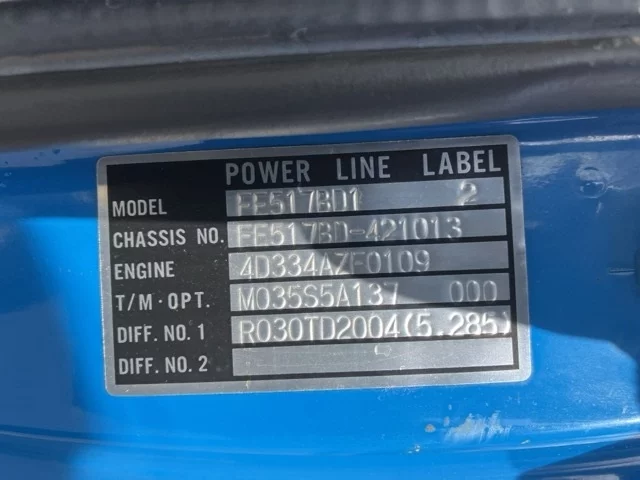 POWER LINE LABEL
MODEL FE517BD1 2
CHASSIS NO. FE517BD-421013
ENGINE 4D334AZF0109
T/M·OPT. M035S5A137 000
DIFF. NO. 1 R030TD2004(5.285)
DIFF. NO. 2